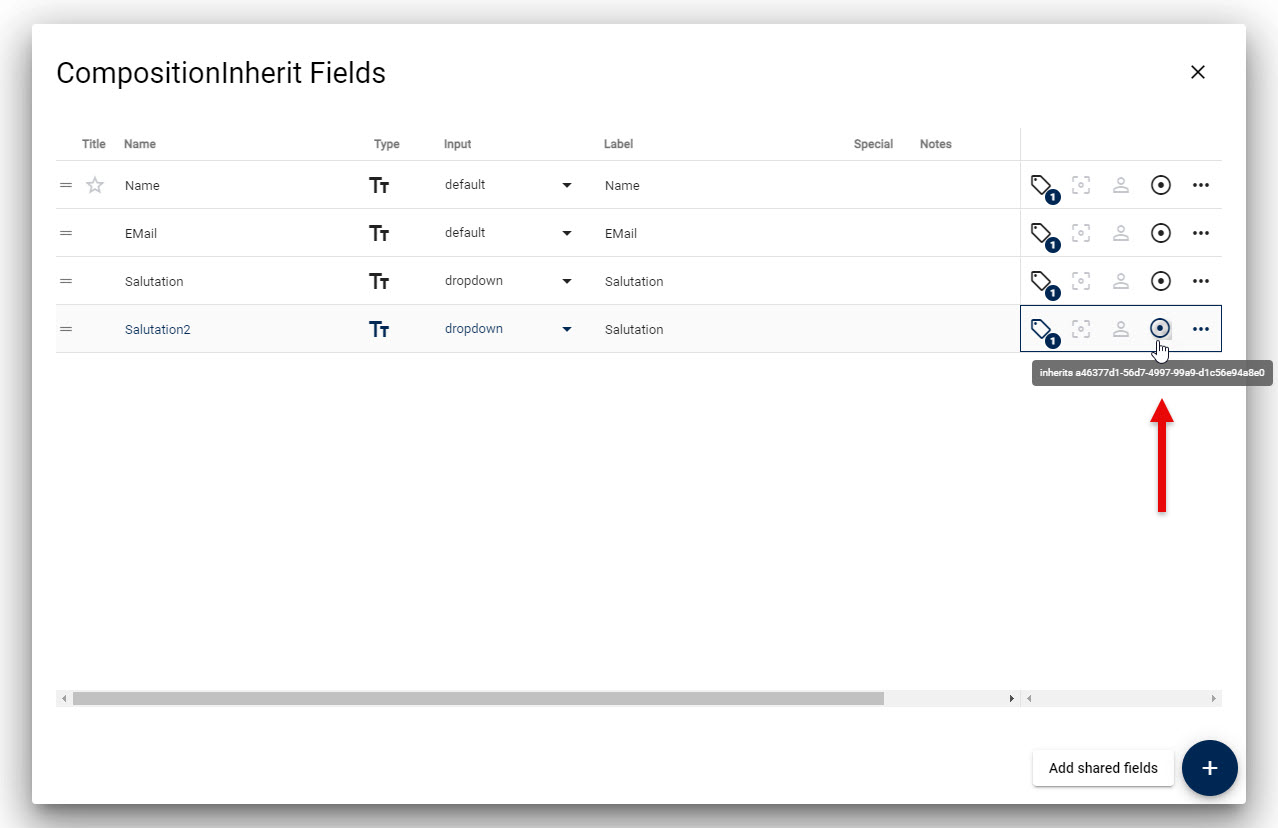 CompositionInherit Fields
Title Name Type Input Label Special Notes
Name Tт default Name 1
EMail Tт default EMail 1
Salutation Tт dropdown Salutation 1
Salutation2 Tт dropdown Salutation 1
inherits a46377d1-56d7-4997-99a9-d1c56e94a8e0
Add shared fields +